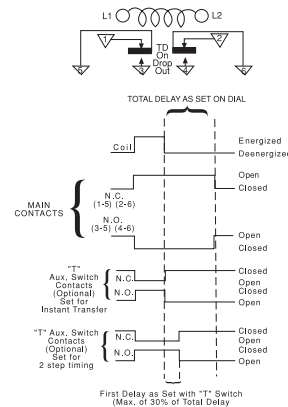 L1 L2
1 TD 2
On
Drop
Out
5 3 4 6
TOTAL DELAY AS SET ON DIAL
Energized
Coil
Deenergized
Open
Closed
N.C.
(1-5) (2-6)
MAIN
CONTACTS
N.O.
(3-5) (4-6)
Open
Closed
"T"
Aux. Switch
Contacts
(Optional)
Set for
Instant Transfer
N.C.
N.O.
Closed
Open
Closed
Open
"T" Aux. Switch
Contacts
(Optional)
Set for
2 step timing
N.C.
N.O.
Closed
Open
Closed
Open
First Delay as Set with "T" Switch
(Max. of 30% of Total Delay